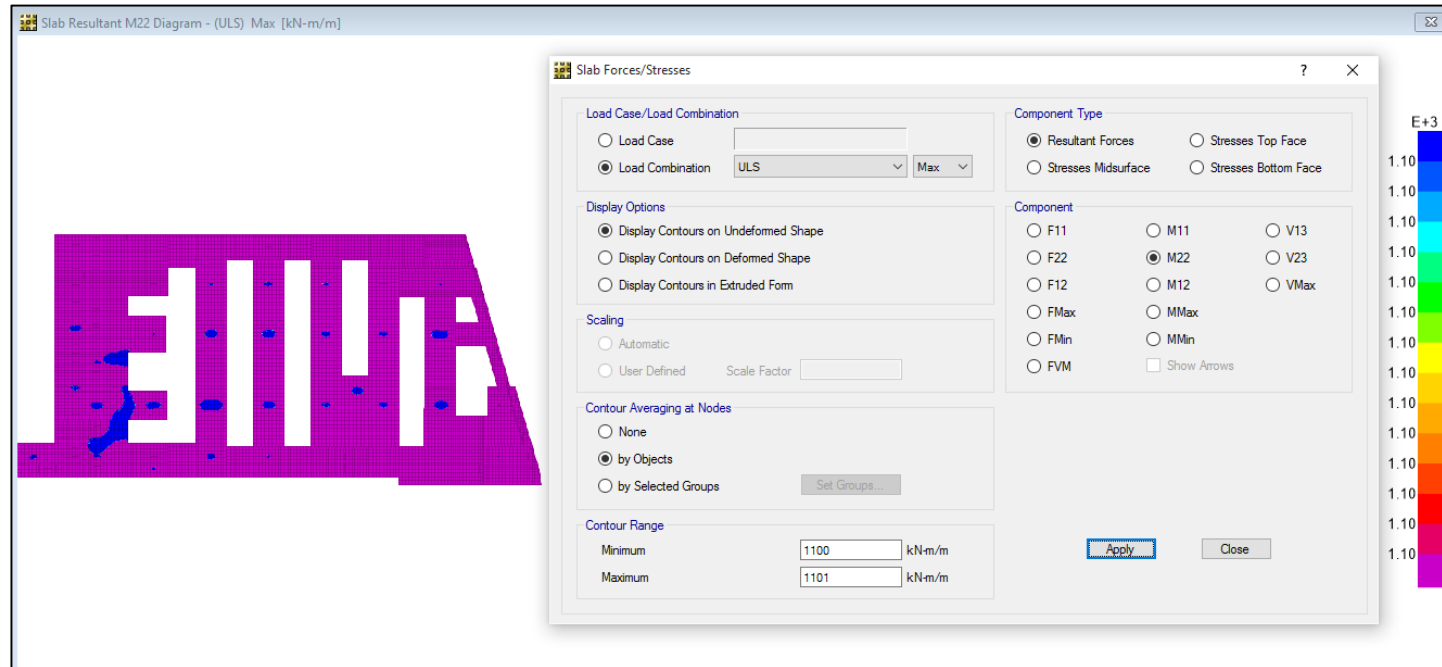 Slab Resultant M22 Diagram - (ULS) Max [kN-m/m]
Slab Forces/Stresses
?
Load Case/Load Combination
Load Case
Load Combination ULS Max
Display Options
Display Contours on Undeformed Shape
Display Contours on Deformed Shape
Display Contours in Extruded Form
Scaling
Automatic
User Defined Scale Factor
Contour Averaging at Nodes
None
by Objects
by Selected Groups Set Groups...
Contour Range
Minimum 1100 kN-m/m
Maximum 1101 kN-m/m
Component Type
Resultant Forces Stresses Top Face
Stresses Midsurface Stresses Bottom Face
Component
F11 M11 V13
F22 M22 V23
F12 M12 VMax
FMax MMax
FMin MMin
FVM Show Arrows
Apply Close
E+3
1.10
1.10
1.10
1.10
1.10
1.10
1.10
1.10
1.10
1.10
1.10
1.10
1.10
1.10